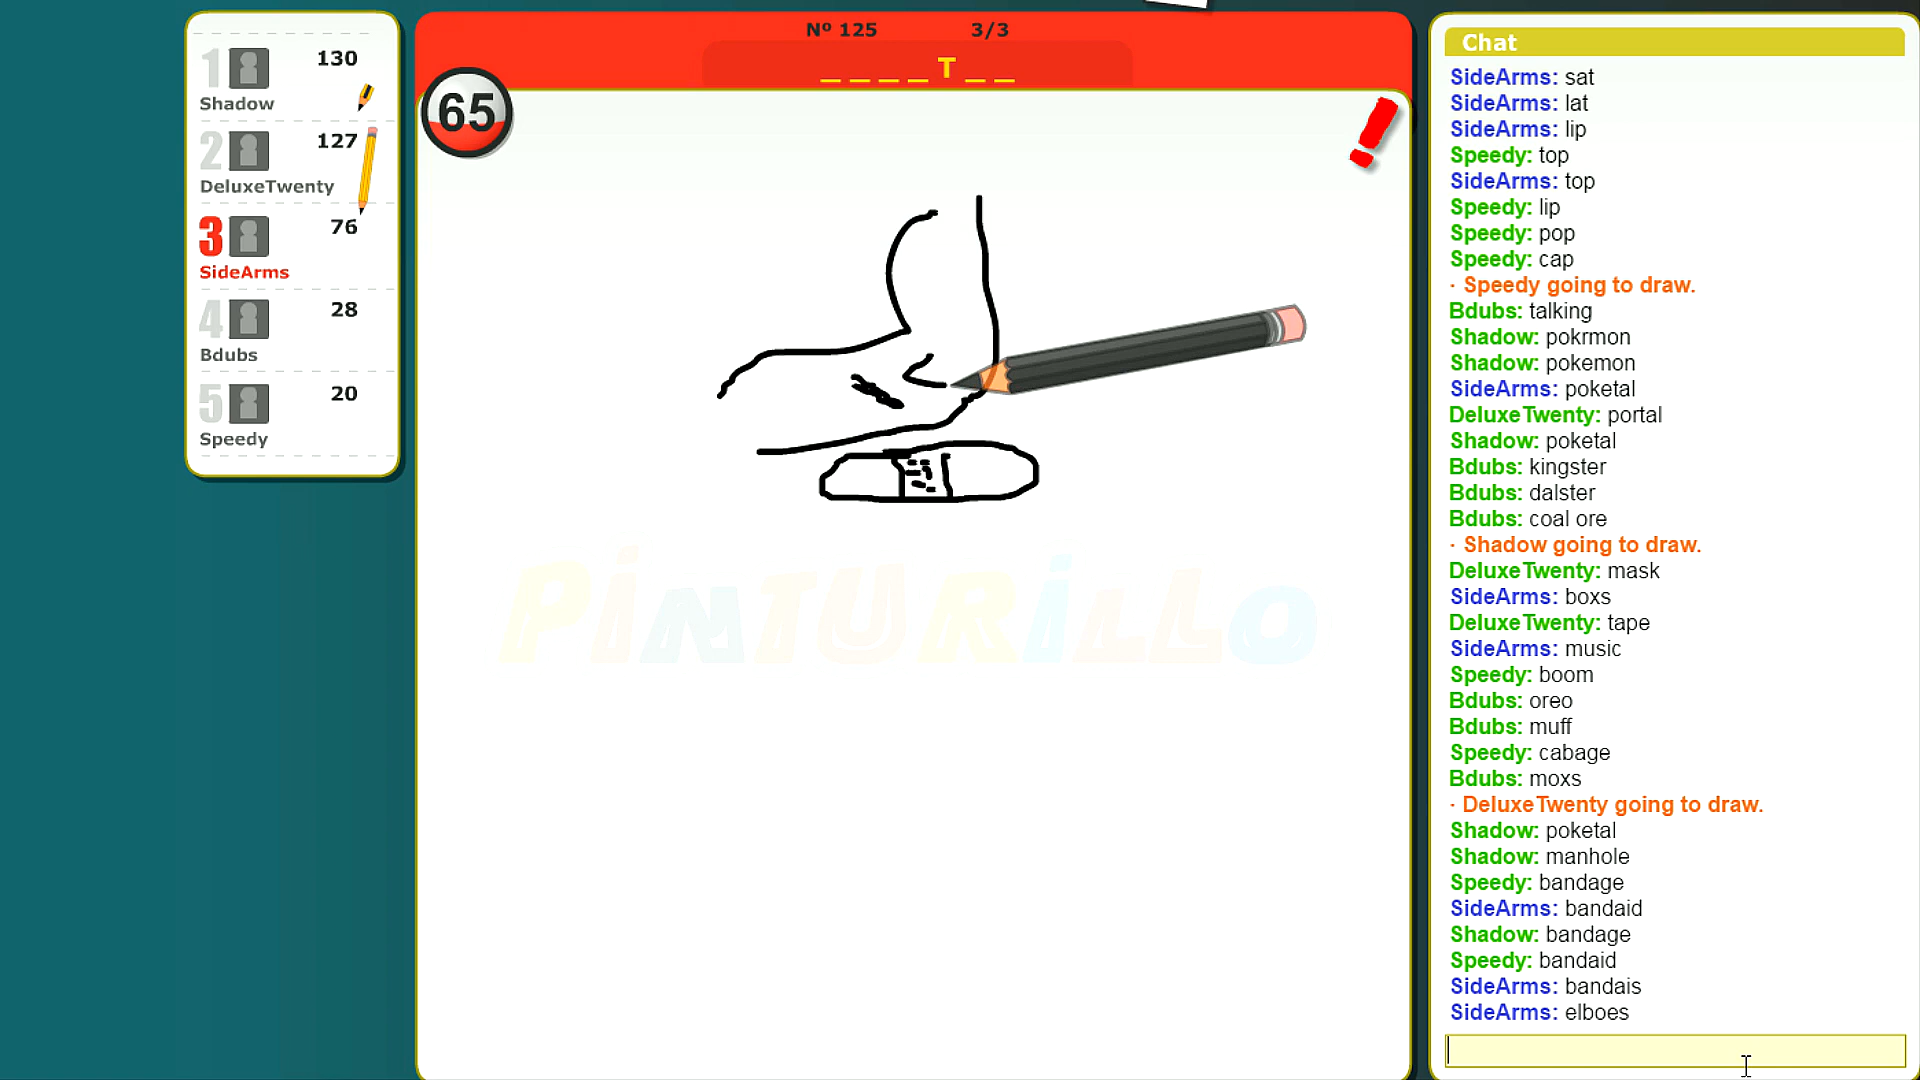 1
130
Shadow
2
127
DeluxeTwenty
3
76
SideArms
4
28
Bdubs
5
20
Speedy
Nº 125 3/3
_ _ _ _ T _ _
65
!
PINTURILLO
Chat
SideArms: sat
SideArms: lat
SideArms: lip
Speedy: top
SideArms: top
Speedy: lip
Speedy: pop
Speedy: cap
· Speedy going to draw.
Bdubs: talking
Shadow: pokrmon
Shadow: pokemon
SideArms: poketal
DeluxeTwenty: portal
Shadow: poketal
Bdubs: kingster
Bdubs: dalster
Bdubs: coal ore
· Shadow going to draw.
DeluxeTwenty: mask
SideArms: boxs
DeluxeTwenty: tape
SideArms: music
Speedy: boom
Bdubs: oreo
Bdubs: muff
Speedy: cabage
Bdubs: moxs
· DeluxeTwenty going to draw.
Shadow: poketal
Shadow: manhole
Speedy: bandage
SideArms: bandaid
Shadow: bandage
Speedy: bandaid
SideArms: bandais
SideArms: elboes